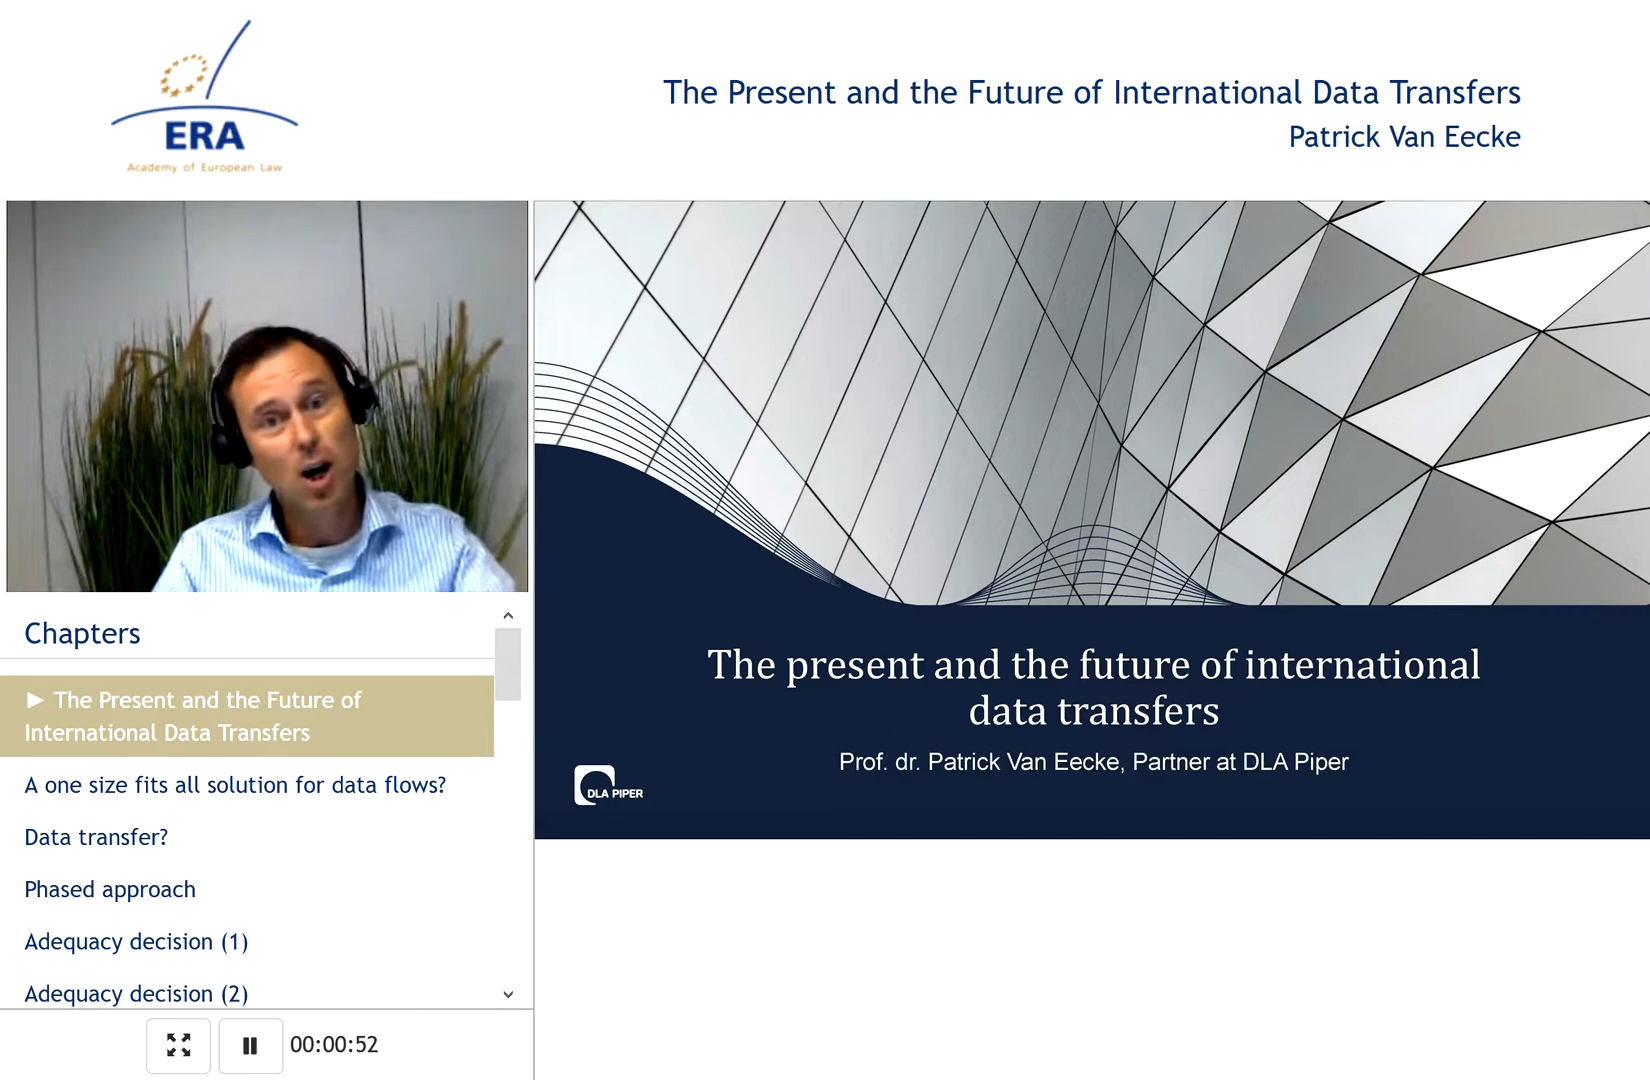 ERA
Academy of European Law
The Present and the Future of International Data Transfers
Patrick Van Eecke
Chapters
► The Present and the Future of
International Data Transfers
A one size fits all solution for data flows?
Data transfer?
Phased approach
Adequacy decision (1)
Adequacy decision (2)
00:00:52
The present and the future of international
data transfers
Prof. dr. Patrick Van Eecke, Partner at DLA Piper
DLA PIPER